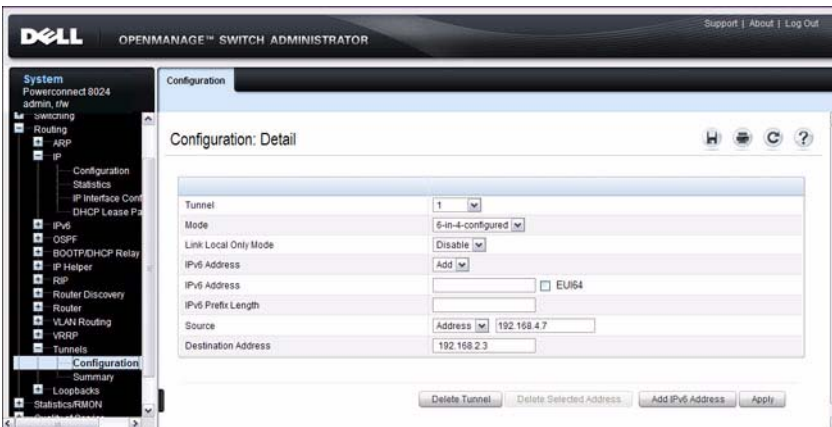 Support | About | Log Out
DELL
OPENMANAGE™ SWITCH ADMINISTRATOR
System
Powerconnect 8024
admin, r/w
Switching
Routing
ARP
IP
Configuration
Statistics
IP Interface Conf
DHCP Lease Pa
IPv6
OSPF
BOOTP/DHCP Relay
IP Helper
RIP
Router Discovery
Router
VLAN Routing
VRRP
Tunnels
Configuration
Summary
Loopbacks
Statistics/RMON
Configuration
Configuration: Detail
Tunnel 1
Mode 6-in-4-configured
Link Local Only Mode Disable
IPv6 Address Add
IPv6 Address EUI64
IPv6 Prefix Length
Source Address 192.168.4.7
Destination Address 192.168.2.3
Delete Tunnel Delete Selected Address Add IPv6 Address Apply